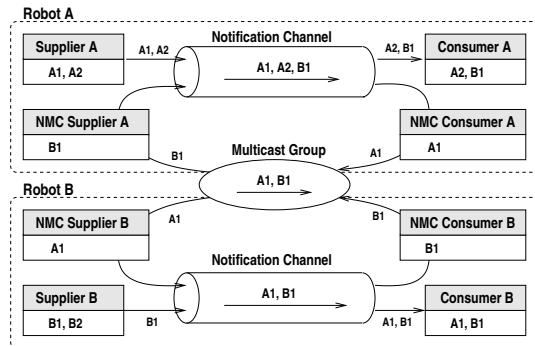 Robot A
Supplier A
A1, A2
A1, A2
Notification Channel
A1, A2, B1
A2, B1
Consumer A
A2, B1
NMC Supplier A
B1
B1
Multicast Group
A1, B1
A1
NMC Consumer A
A1
Robot B
NMC Supplier B
A1
A1
B1
NMC Consumer B
B1
Notification Channel
A1, B1
Supplier B
B1, B2
B1
A1, B1
Consumer B
A1, B1